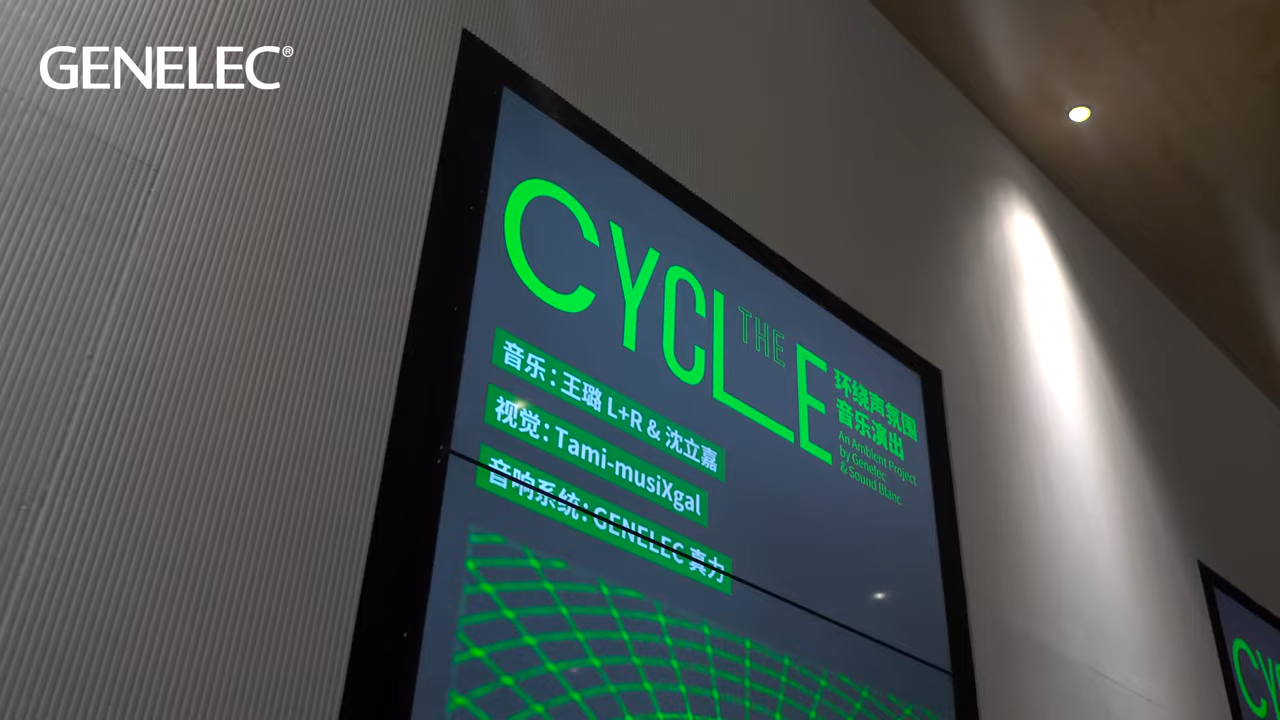 GENELEC®
CYCLE
THE
环绕声氛围
音乐演出
An Ambient Project
by Genelec
& Sound Blanc
音乐：王璐 L+R & 沈立嘉
视觉：Tami-musiXgal
音响系统：GENELEC 真力
CY